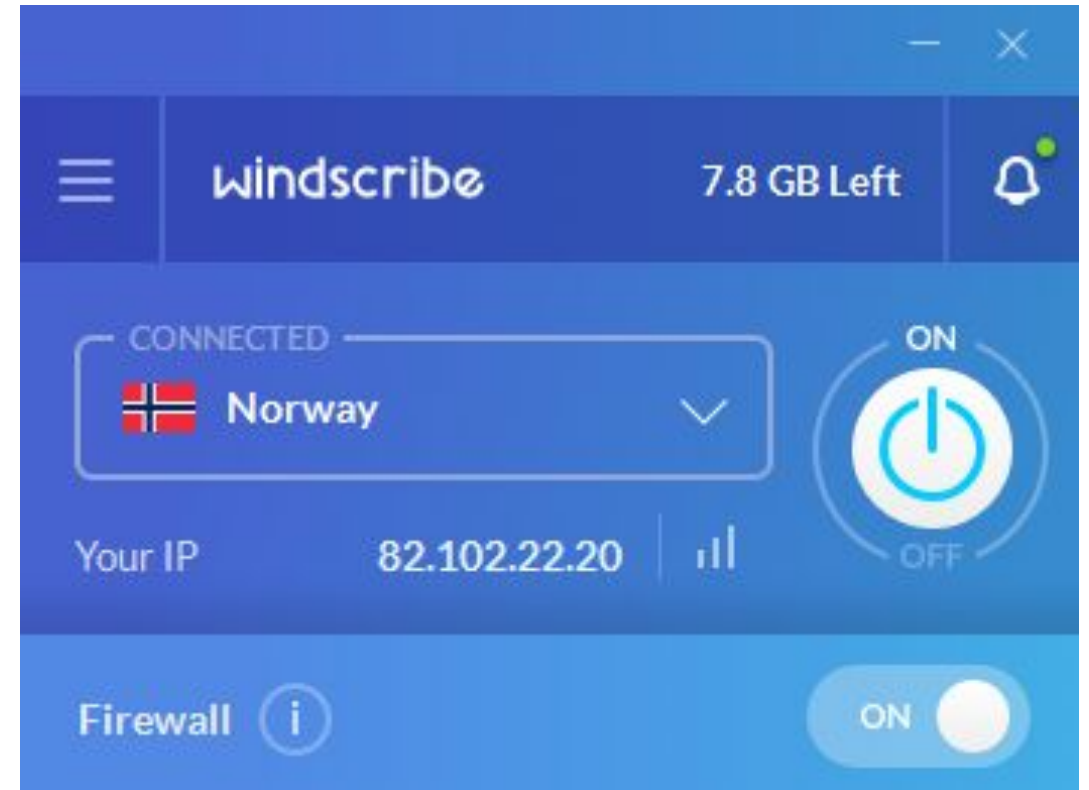 windscribe 7.8 GB Left
CONNECTED
ON
Norway
Your IP 82.102.22.20
OFF
Firewall i ON